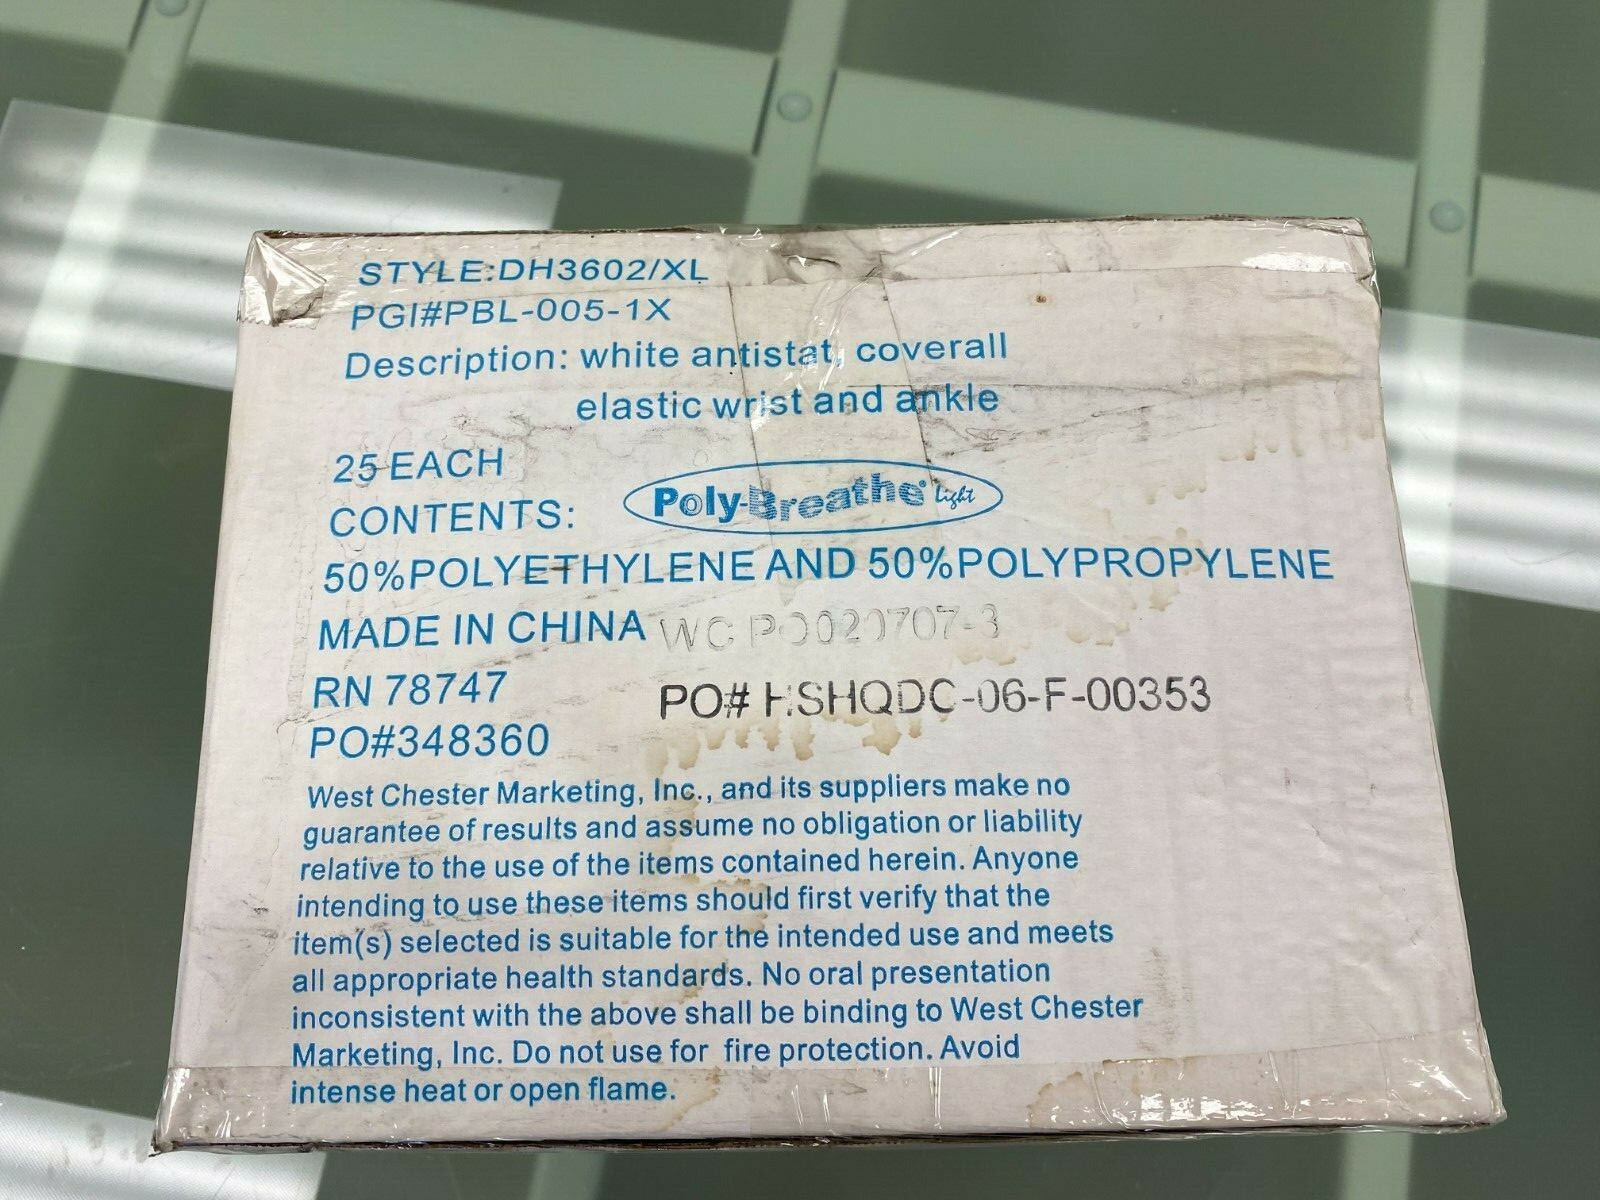 STYLE:DH3602/XL
PGI#PBL-005-1X
Description: white antistat, coverall
elastic wrist and ankle
25 EACH
CONTENTS: Poly-Breathe® Light
50%POLYETHYLENE AND 50%POLYPROPYLENE
MADE IN CHINA WC PO020707-3
RN 78747
PO# HSHQDC-06-F-00353
PO#348360
West Chester Marketing, Inc., and its suppliers make no
guarantee of results and assume no obligation or liability
relative to the use of the items contained herein. Anyone
intending to use these items should first verify that the
item(s) selected is suitable for the intended use and meets
all appropriate health standards. No oral presentation
inconsistent with the above shall be binding to West Chester
Marketing, Inc. Do not use for fire protection. Avoid
intense heat or open flame.